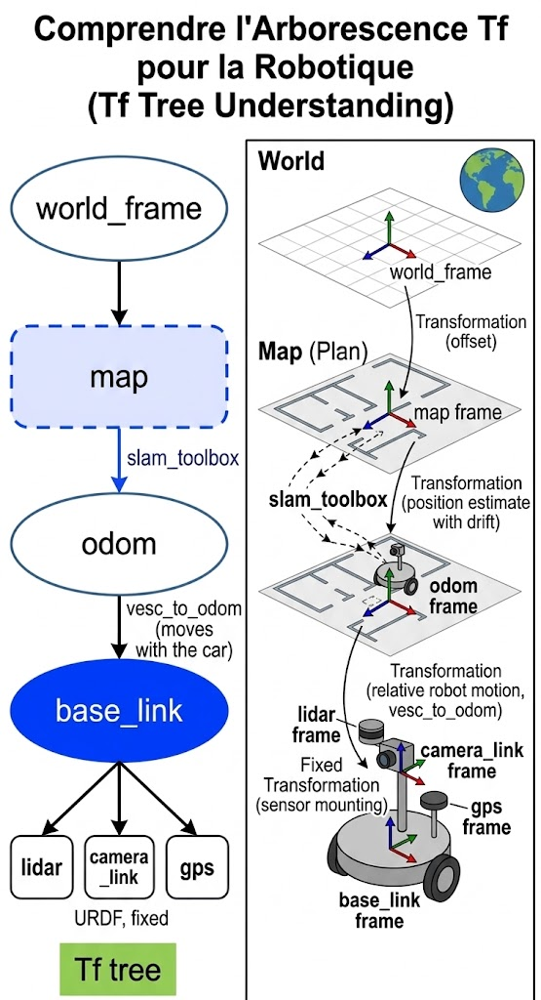 Comprendre l'Arborescence Tf
pour la Robotique
(Tf Tree Understanding)
world_frame
map
slam_toolbox
odom
vesc_to_odom
(moves
with the car)
base_link
lidar
camera
_link
gps
URDF, fixed
Tf tree
World
world_frame
Transformation
(offset)
Map (Plan)
map frame
slam_toolbox
Transformation
(position estimate
with drift)
odom
frame
Transformation
(relative robot motion,
vesc_to_odom)
lidar
frame
camera_link
frame
Fixed
Transformation
(sensor mounting)
gps
frame
base_link
frame